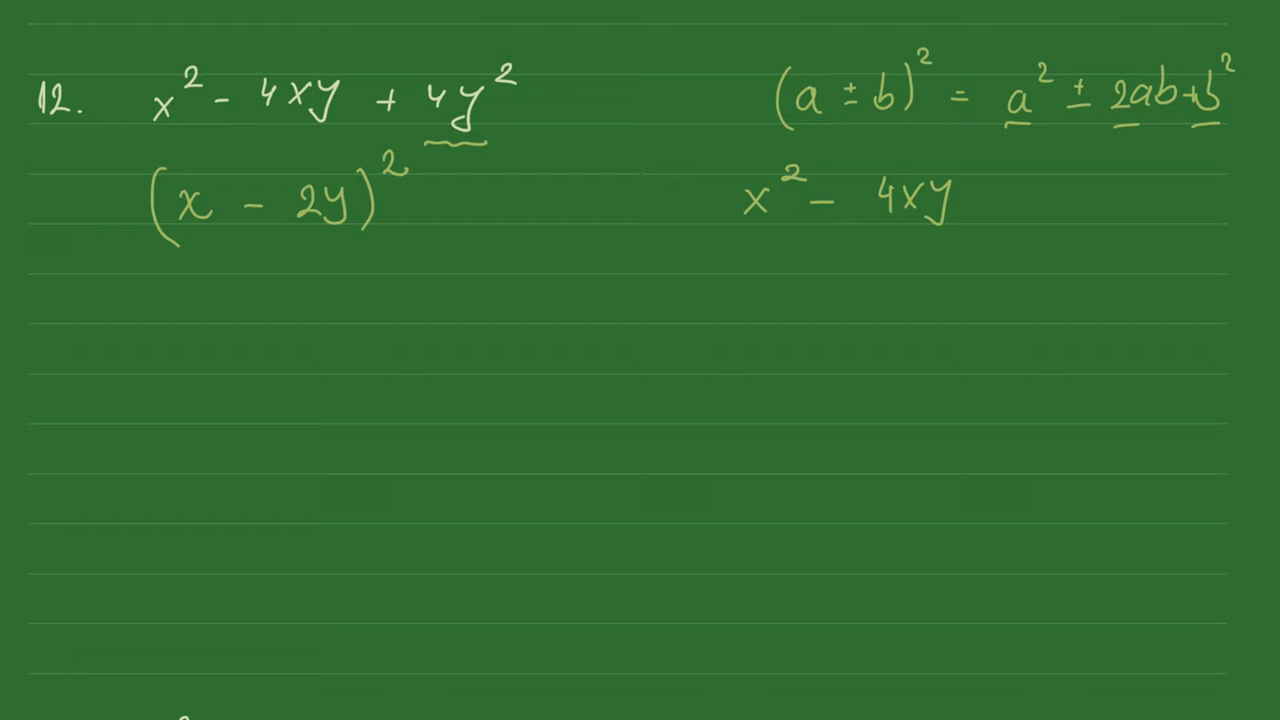 12. x² - 4xy + 4y²
(a ± b)² = a² ± 2ab + b²
(x - 2y)²
x² - 4xy